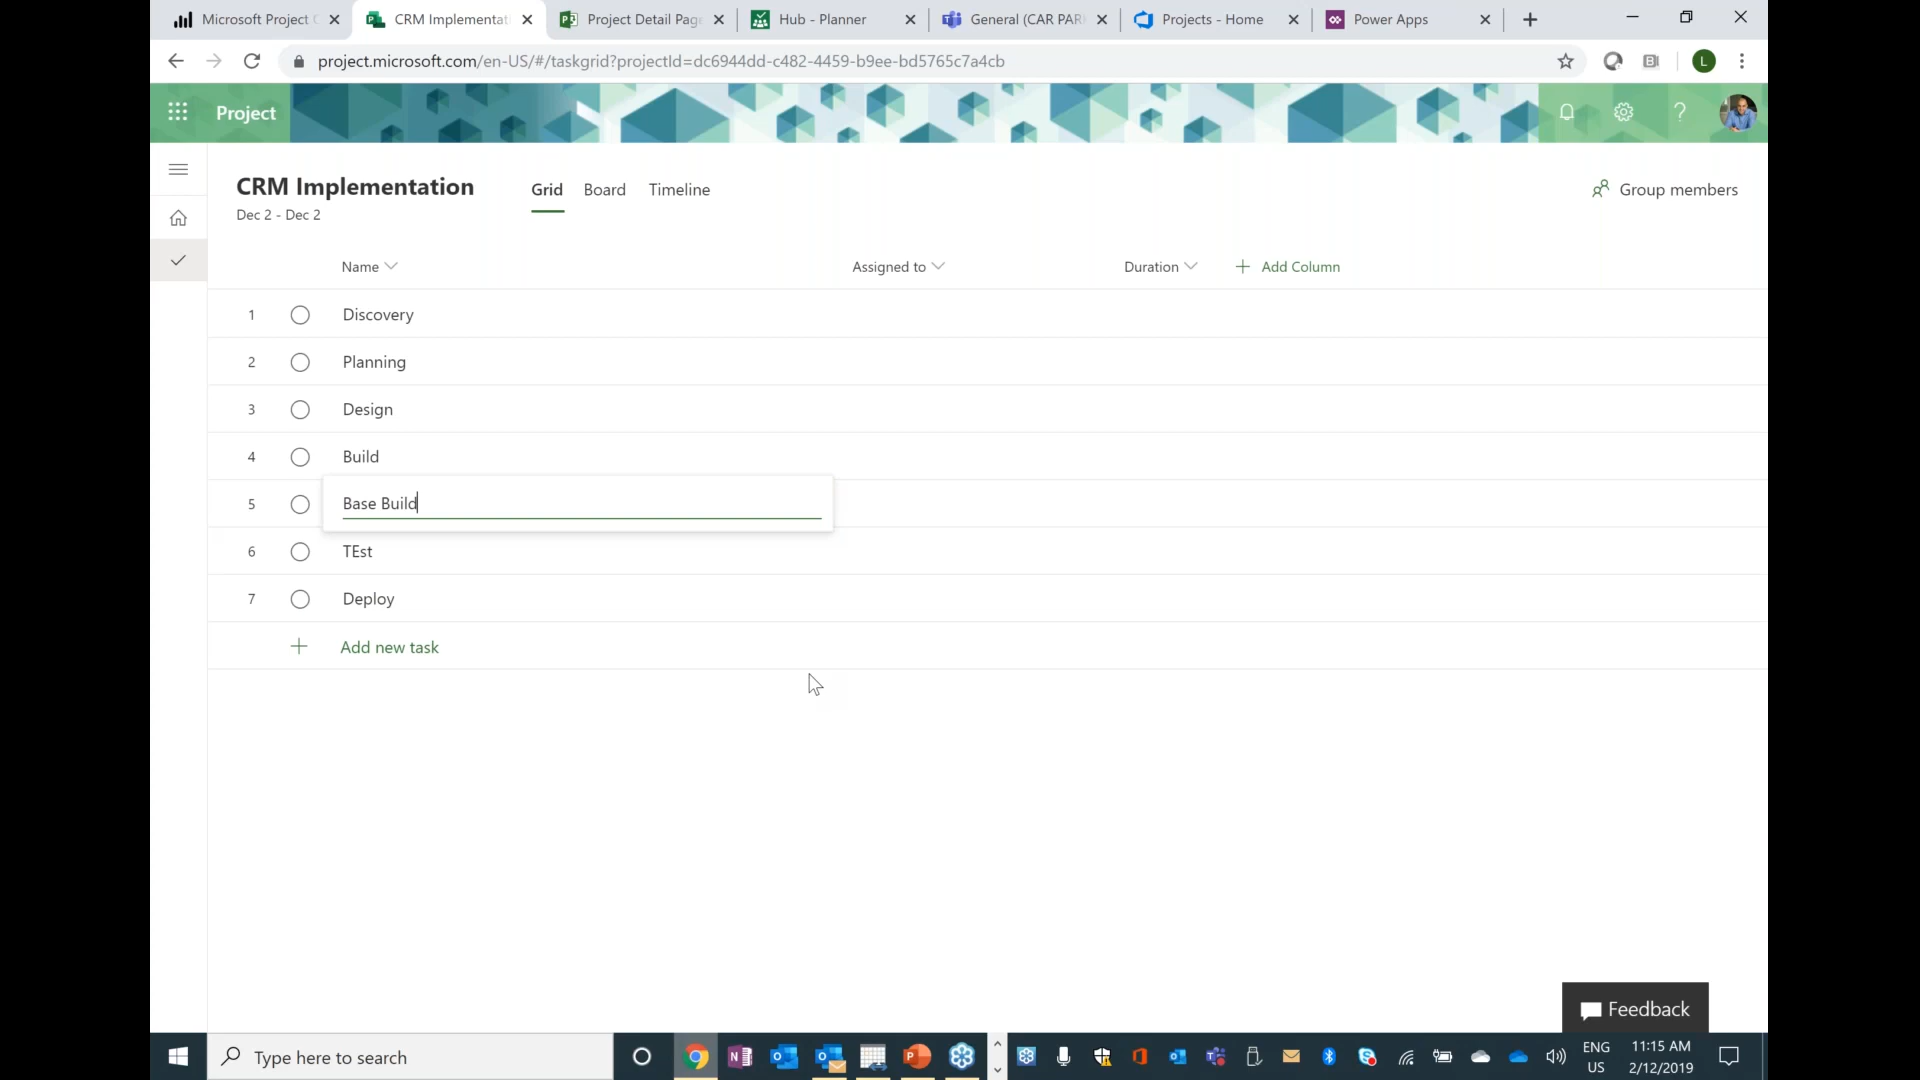 Microsoft Project C
CRM Implementati
Project Detail Page
Hub - Planner
General (CAR PARK
Projects - Home
Power Apps
project.microsoft.com/en-US/#/taskgrid?projectId=dc6944dd-c482-4459-b9ee-bd5765c7a4cb
L
Project
CRM Implementation
Dec 2 - Dec 2
Grid
Board
Timeline
Group members
Name
Assigned to
Duration
Add Column
1 Discovery
2 Planning
3 Design
4 Build
5 Base Build
6 TEst
7 Deploy
Add new task
Feedback
Type here to search
ENG
US
11:15 AM
2/12/2019